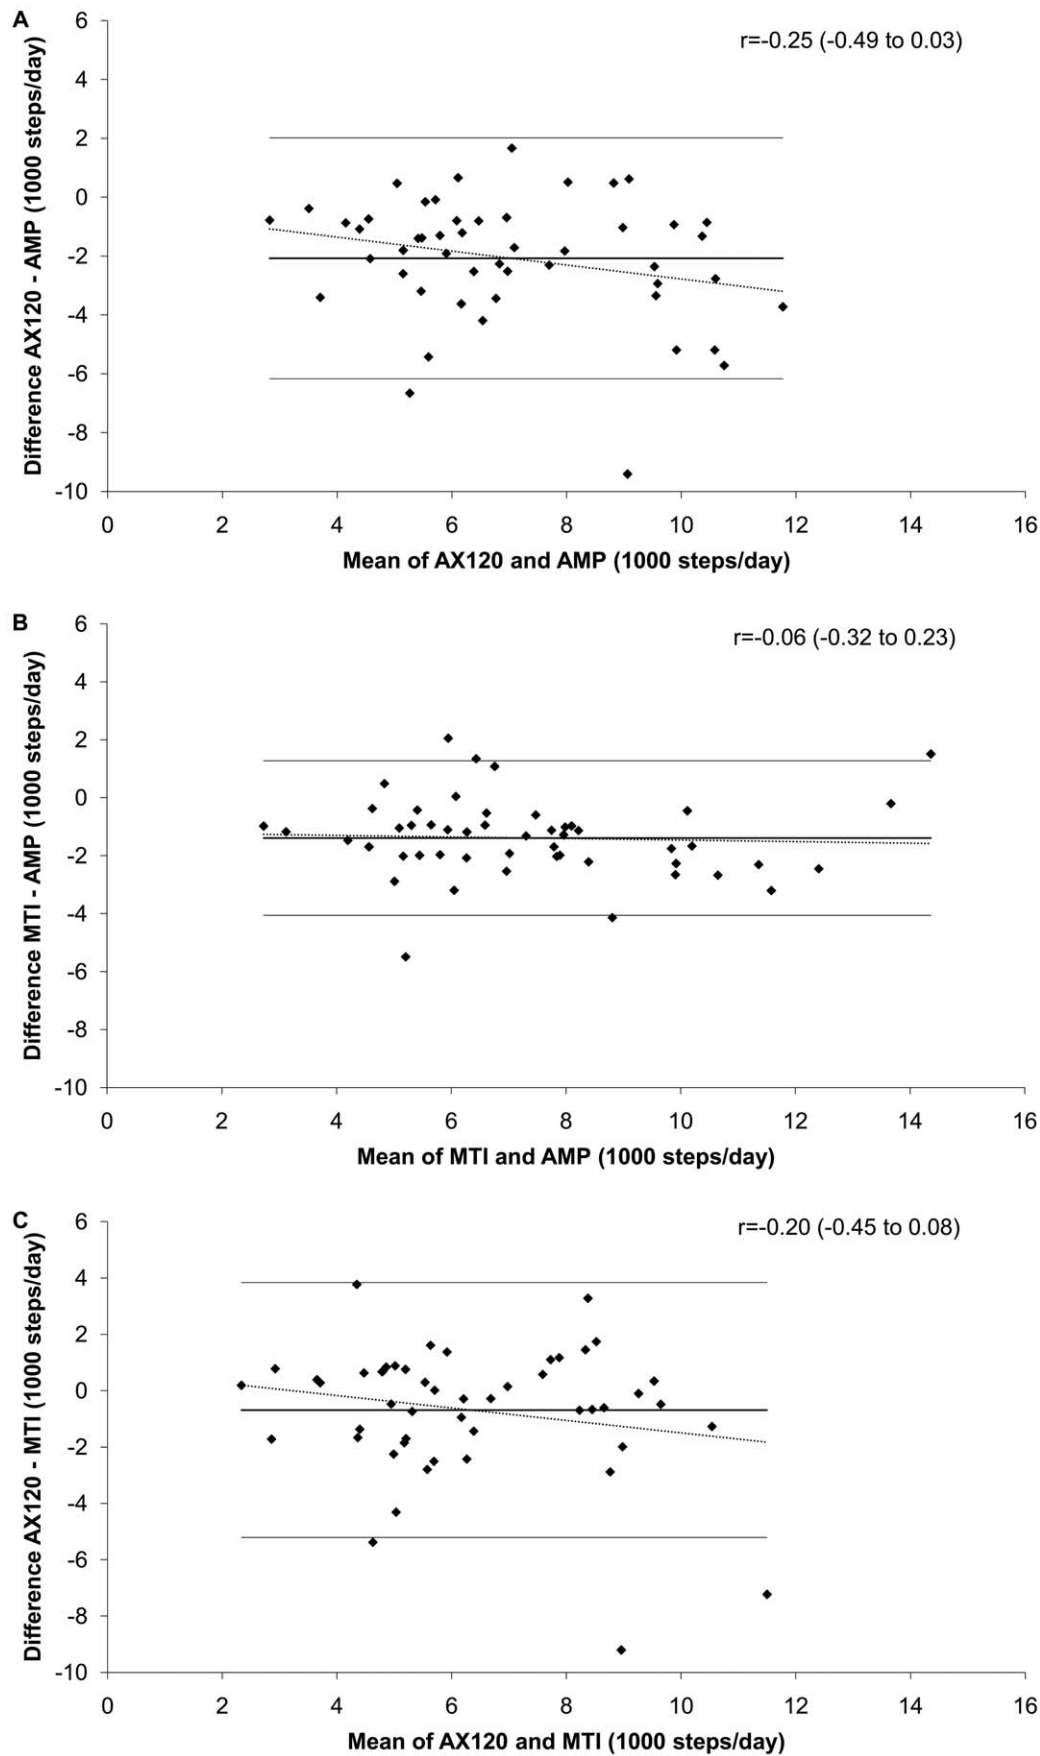 A
r=-0.25 (-0.49 to 0.03)
Difference AX120 - AMP (1000 steps/day)
6
4
2
0
-2
-4
-6
-8
-10
0 2 4 6 8 10 12 14 16
Mean of AX120 and AMP (1000 steps/day)
B
r=-0.06 (-0.32 to 0.23)
Difference MTI - AMP (1000 steps/day)
6
4
2
0
-2
-4
-6
-8
-10
0 2 4 6 8 10 12 14 16
Mean of MTI and AMP (1000 steps/day)
C
r=-0.20 (-0.45 to 0.08)
Difference AX120 - MTI (1000 steps/day)
6
4
2
0
-2
-4
-6
-8
-10
0 2 4 6 8 10 12 14 16
Mean of AX120 and MTI (1000 steps/day)